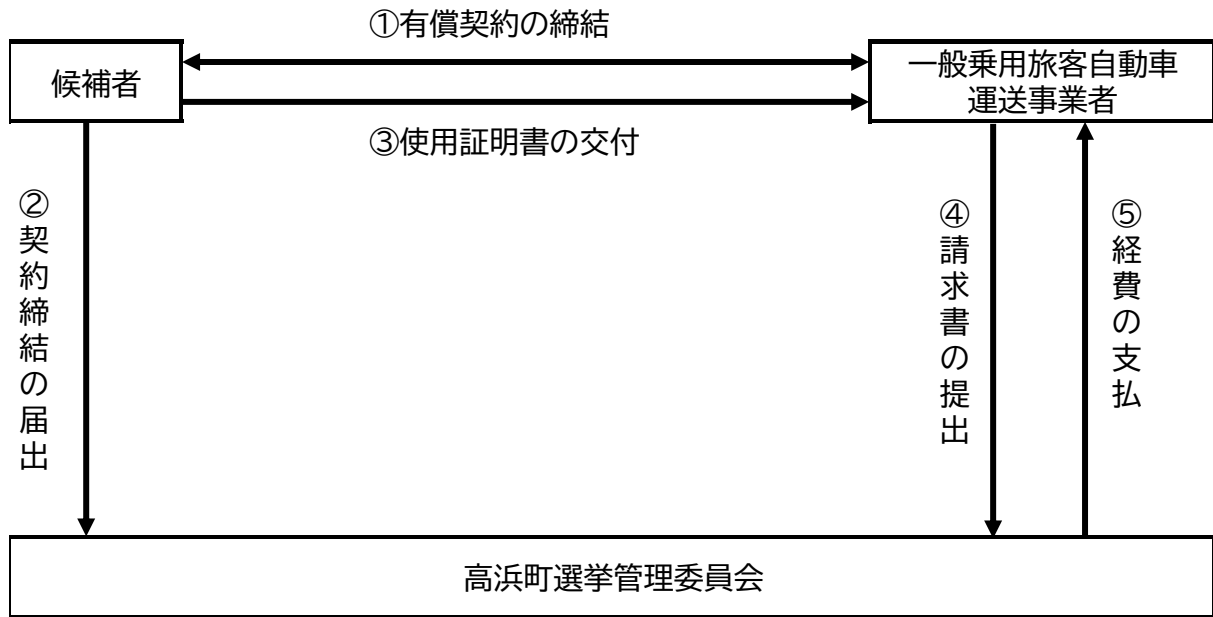 ①有償契約の締結
候補者
一般乗用旅客自動車
運送事業者
③使用証明書の交付
②契約締結の届出
④請求書の提出
⑤経費の支払
高浜町選挙管理委員会